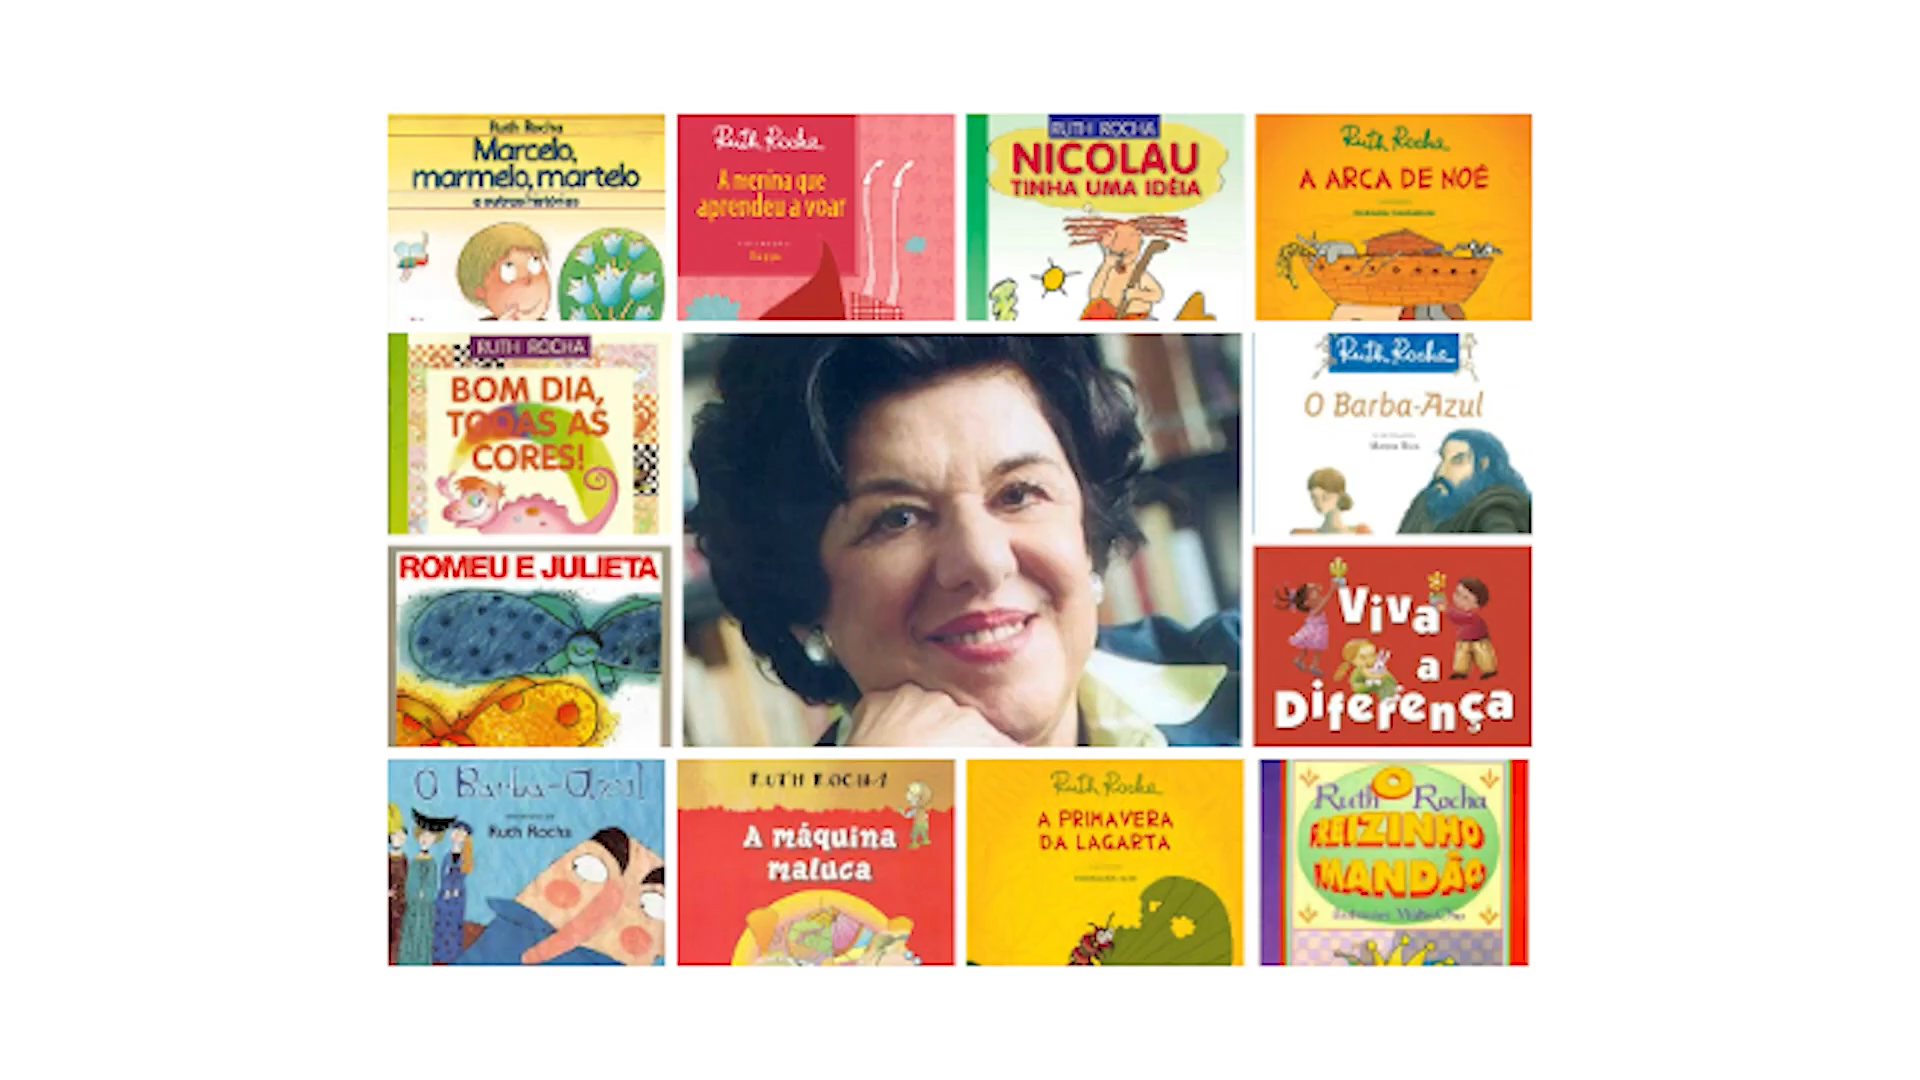 Ruth Rocha
Marcelo,
marmelo, martelo
e outras histórias
Ruth Rocha
A menina que
aprendeu a voar
RUTH ROCHA
NICOLAU
TINHA UMA IDÉIA
Ruth Rocha
A ARCA DE NOÉ
RUTH ROCHA
BOM DIA,
TODAS AS
CORES!
Ruth Rocha
O Barba-Azul
ROMEU E JULIETA
Viva
a
Diferença
O Barba-Azul
Ruth Rocha
RUTH ROCHA
A máquina
maluca
Ruth Rocha
A PRIMAVERA
DA LAGARTA
O
Ruth Rocha
REIZINHO
MANDÃO